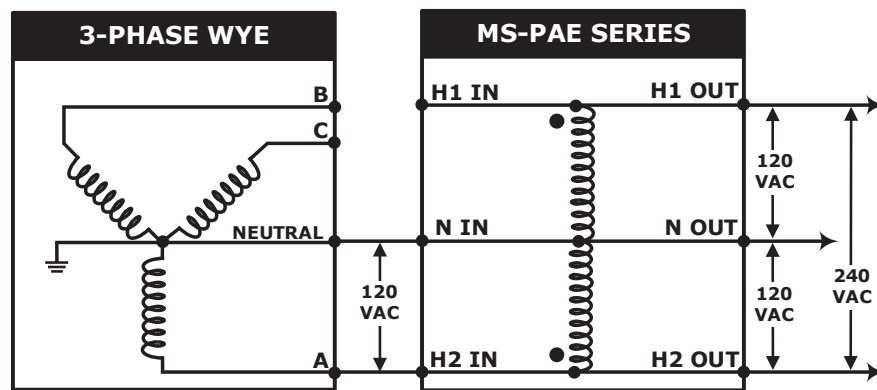 3-PHASE WYE
MS-PAE SERIES
B
C
NEUTRAL
A
120
VAC
H1 IN
H1 OUT
N IN
N OUT
H2 IN
H2 OUT
120
VAC
120
VAC
240
VAC